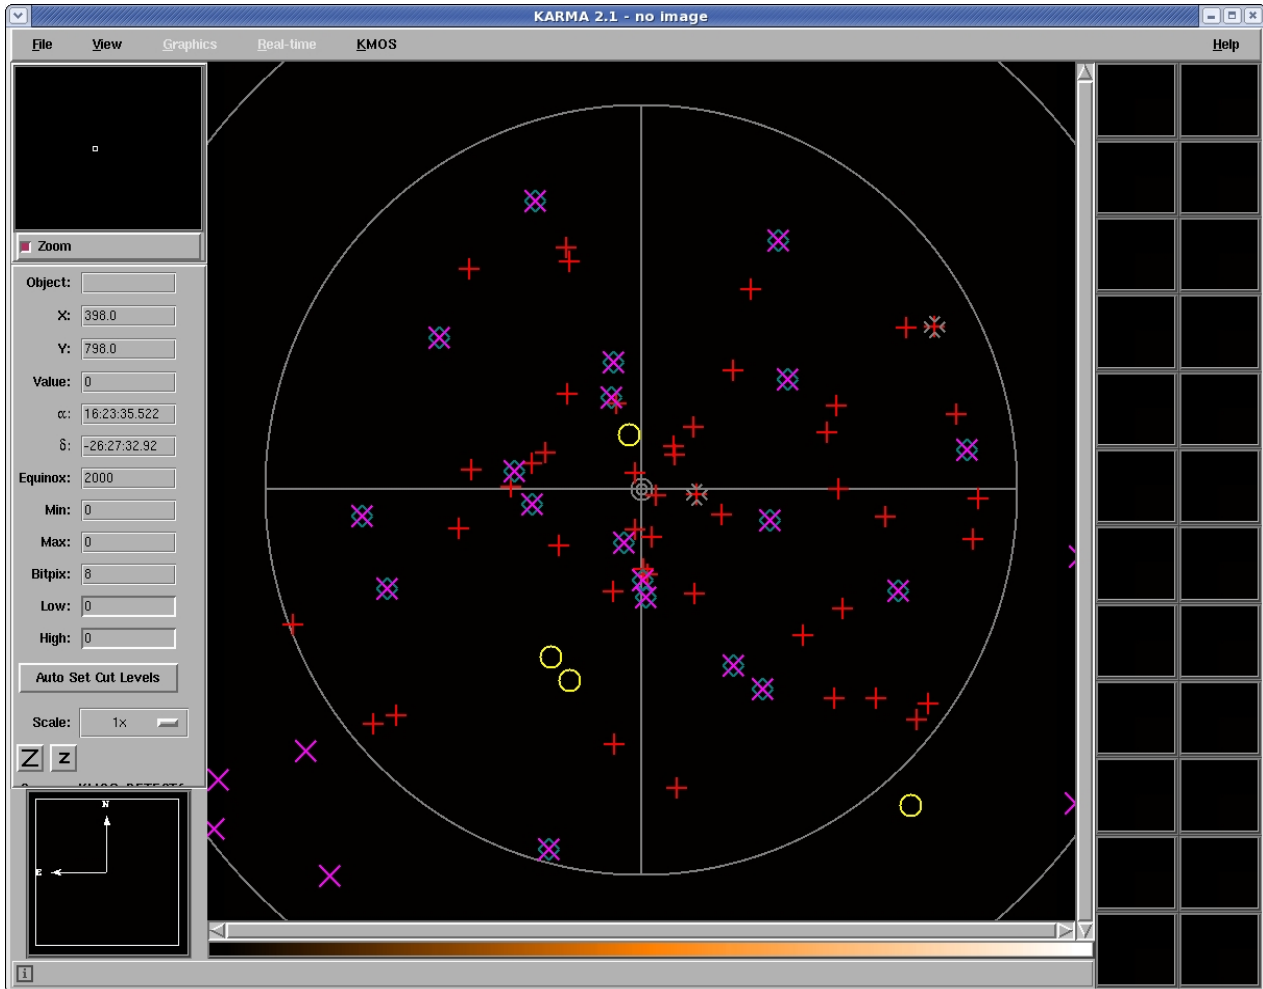 KARMA 2.1 - no image
File View Graphics Real-time KMOS Help
Zoom
Object:
X: 398.0
Y: 798.0
Value: 0
α: 16:23:35.522
δ: -26:27:32.92
Equinox: 2000
Min: 0
Max: 0
Bitpix: 8
Low: 0
High: 0
Auto Set Cut Levels
Scale: 1x
Z z
N
E
i